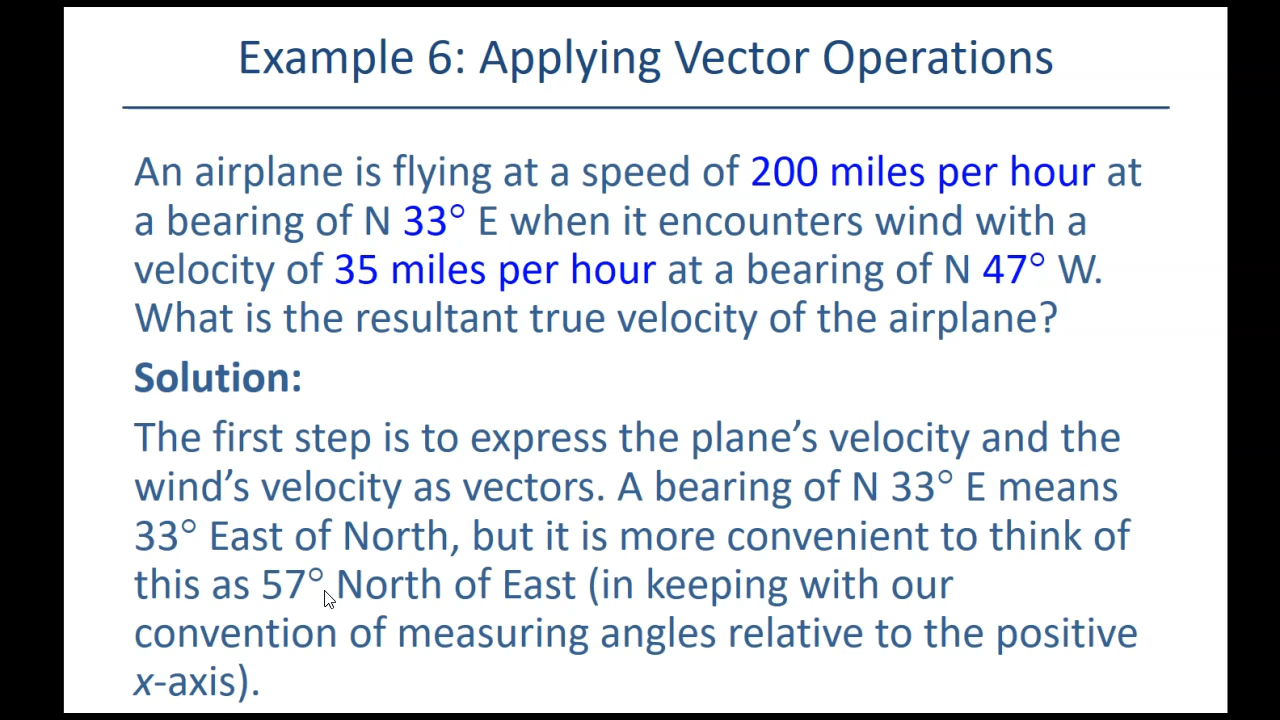 Example 6: Applying Vector Operations
An airplane is flying at a speed of 200 miles per hour at
a bearing of N 33° E when it encounters wind with a
velocity of 35 miles per hour at a bearing of N 47° W.
What is the resultant true velocity of the airplane?
Solution:
The first step is to express the plane’s velocity and the
wind’s velocity as vectors. A bearing of N 33° E means
33° East of North, but it is more convenient to think of
this as 57° North of East (in keeping with our
convention of measuring angles relative to the positive
x-axis).